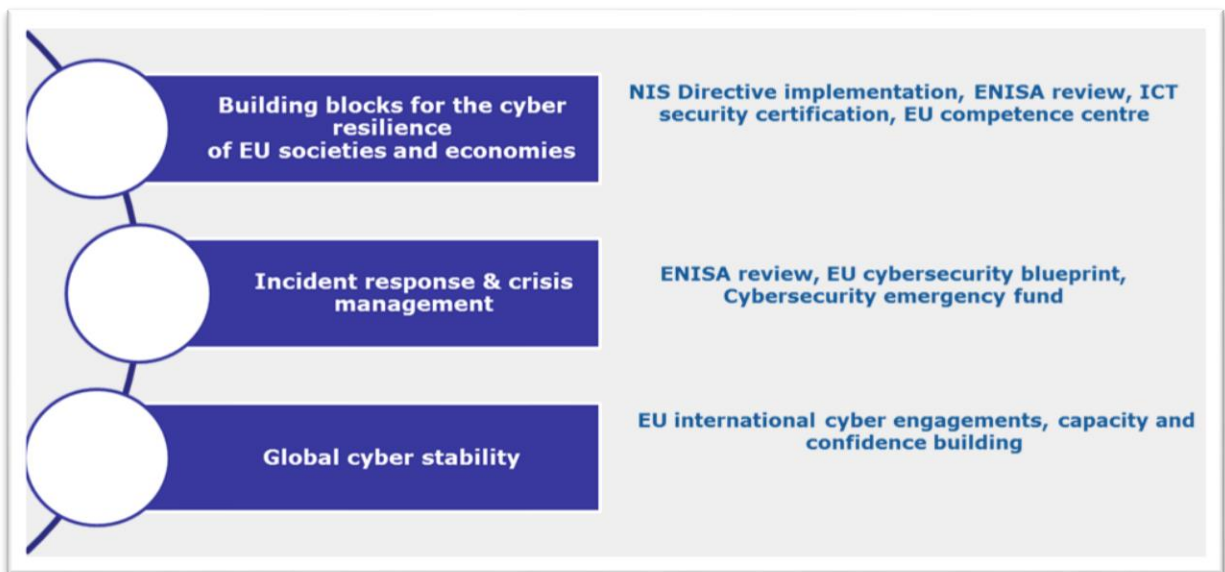 Building blocks for the cyber
resilience
of EU societies and economies
NIS Directive implementation, ENISA review, ICT
security certification, EU competence centre
Incident response & crisis
management
ENISA review, EU cybersecurity blueprint,
Cybersecurity emergency fund
Global cyber stability
EU international cyber engagements, capacity and
confidence building